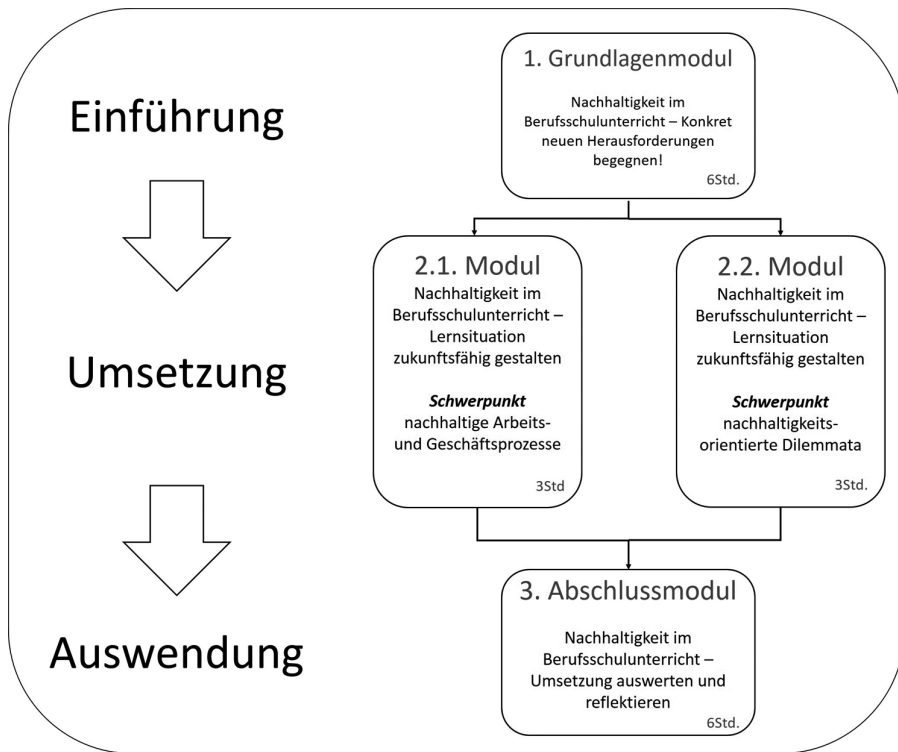 Einführung
Umsetzung
Auswendung
1. Grundlagenmodul
Nachhaltigkeit im
Berufsschulunterricht – Konkret
neuen Herausforderungen
begegnen!
6Std.
2.1. Modul
Nachhaltigkeit im
Berufsschulunterricht –
Lernsituation
zukunftsfähig gestalten
Schwerpunkt
nachhaltige Arbeits-
und Geschäftsprozesse
3Std
2.2. Modul
Nachhaltigkeit im
Berufsschulunterricht –
Lernsituation
zukunftsfähig gestalten
Schwerpunkt
nachhaltigkeits-
orientierte Dilemmata
3Std.
3. Abschlussmodul
Nachhaltigkeit im
Berufsschulunterricht –
Umsetzung auswerten und
reflektieren
6Std.